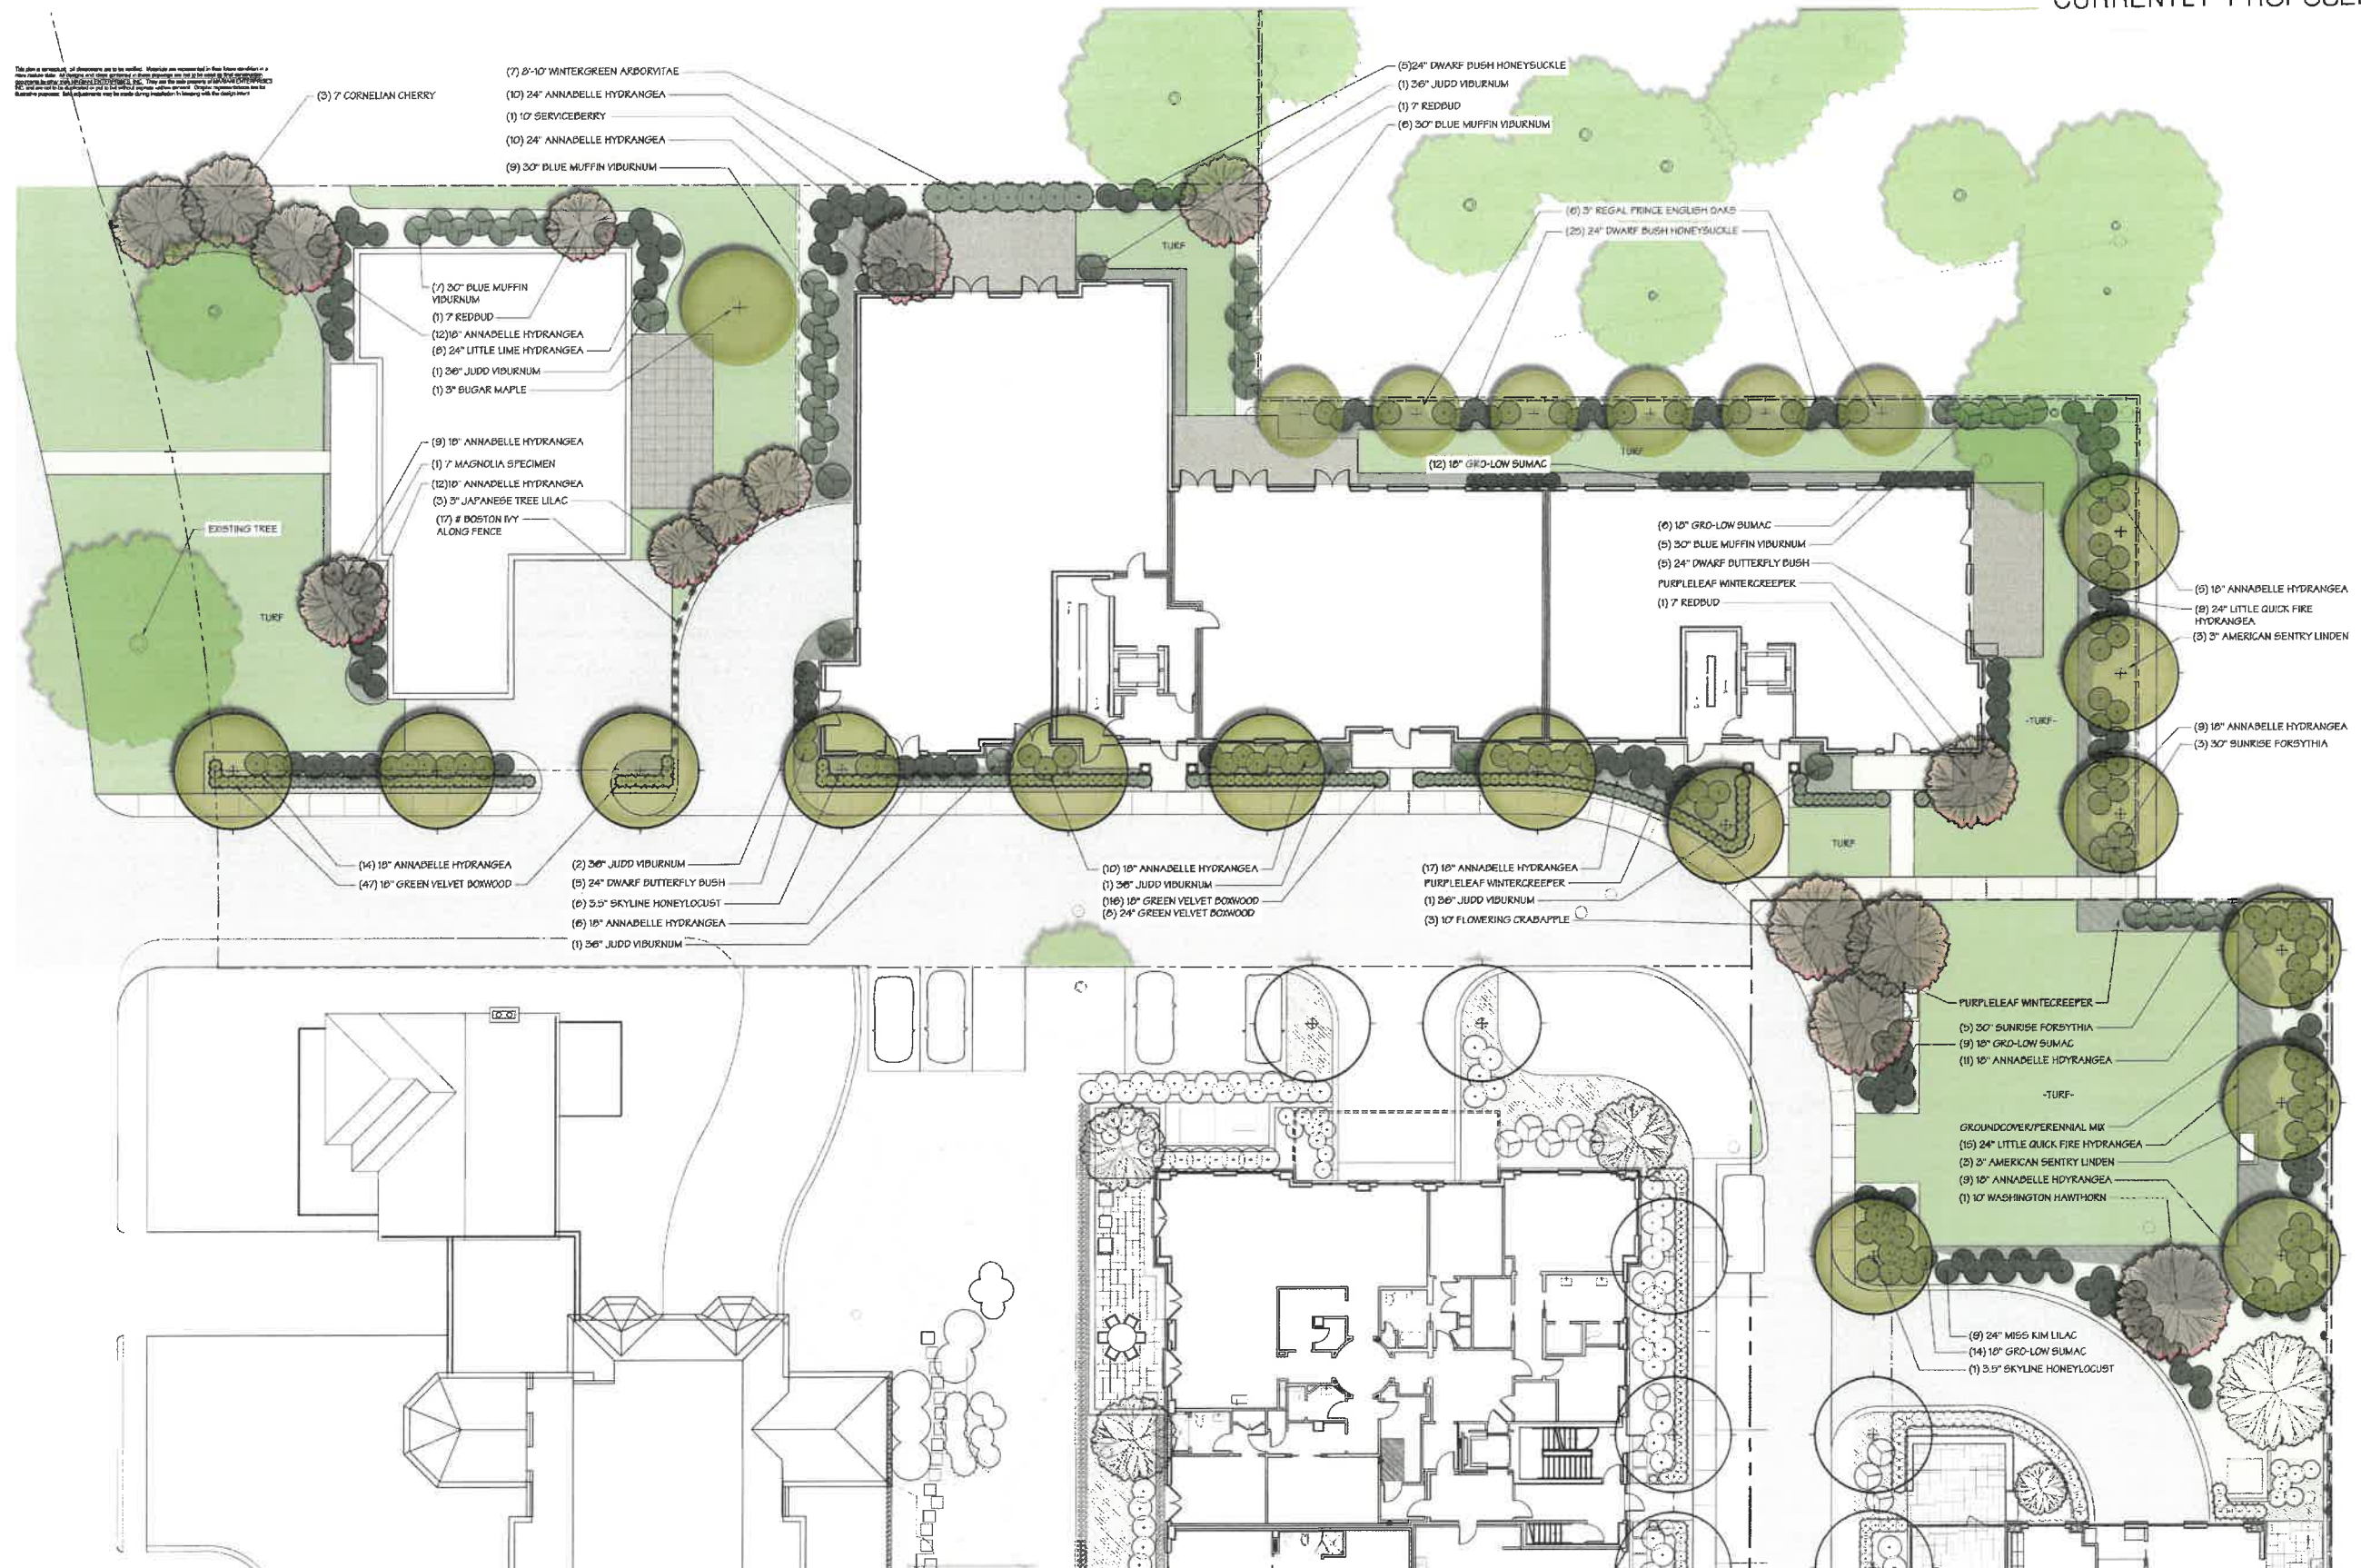 CURRENTLY PROPOSED
(3) 7' CORNELIAN CHERRY
(7) 8'-10' WINTERGREEN ARBORVITAE
(10) 24" ANNABELLE HYDRANGEA
(1) 10' SERVICEBERRY
(10) 24" ANNABELLE HYDRANGEA
(9) 30" BLUE MUFFIN VIBURNUM
(5)24" DWARF BUSH HONEYSUCKLE
(1) 36" JUDD VIBURNUM
(1) 7' REDBUD
(8) 30" BLUE MUFFIN VIBURNUM
(6) 3" REGAL PRINCE ENGLISH OAKS
(25) 24" DWARF BUSH HONEYSUCKLE
TURF
(7) 30" BLUE MUFFIN
VIBURNUM
(1) 7' REDBUD
(12)18" ANNABELLE HYDRANGEA
(8) 24" LITTLE LIME HYDRANGEA
(1) 36" JUDD VIBURNUM
(1) 3" SUGAR MAPLE
(9) 18" ANNABELLE HYDRANGEA
(1) 7' MAGNOLIA SPECIMEN
(12)18" ANNABELLE HYDRANGEA
(3) 3" JAPANESE TREE LILAC
(17) # BOSTON IVY
ALONG FENCE
EXISTING TREE
TURF
TURF
(12) 18" GRO-LOW SUMAC
(6) 18" GRO-LOW SUMAC
(5) 30" BLUE MUFFIN VIBURNUM
(5) 24" DWARF BUTTERFLY BUSH
PURPLELEAF WINTERCREEPER
(1) 7' REDBUD
(5) 18" ANNABELLE HYDRANGEA
(9) 24" LITTLE QUICK FIRE
HYDRANGEA
(3) 3" AMERICAN SENTRY LINDEN
-TURF-
(9) 18" ANNABELLE HYDRANGEA
(3) 30" SUNRISE FORSYTHIA
(14) 18" ANNABELLE HYDRANGEA
(47) 18" GREEN VELVET BOXWOOD
(2) 36" JUDD VIBURNUM
(5) 24" DWARF BUTTERFLY BUSH
(8) 3.5" SKYLINE HONEYLOCUST
(6) 18" ANNABELLE HYDRANGEA
(1) 36" JUDD VIBURNUM
(10) 18" ANNABELLE HYDRANGEA
(1) 36" JUDD VIBURNUM
(116) 18" GREEN VELVET BOXWOOD
(8) 24" GREEN VELVET BOXWOOD
(17) 18" ANNABELLE HYDRANGEA
PURPLELEAF WINTERCREEPER
(1) 36" JUDD VIBURNUM
(3) 10' FLOWERING CRABAPPLE
TURF
PURPLELEAF WINTECREEPER
(5) 30" SUNRISE FORSYTHIA
(9) 18" GRO-LOW SUMAC
(11) 18" ANNABELLE HDYRANGEA
-TURF-
GROUNDCOVER/PERENNIAL MIX
(15) 24" LITTLE QUICK FIRE HYDRANGEA
(3) 3" AMERICAN SENTRY LINDEN
(9) 18" ANNABELLE HDYRANGEA
(1) 10' WASHINGTON HAWTHORN
(9) 24" MISS KIM LILAC
(14) 18" GRO-LOW SUMAC
(1) 3.5" SKYLINE HONEYLOCUST